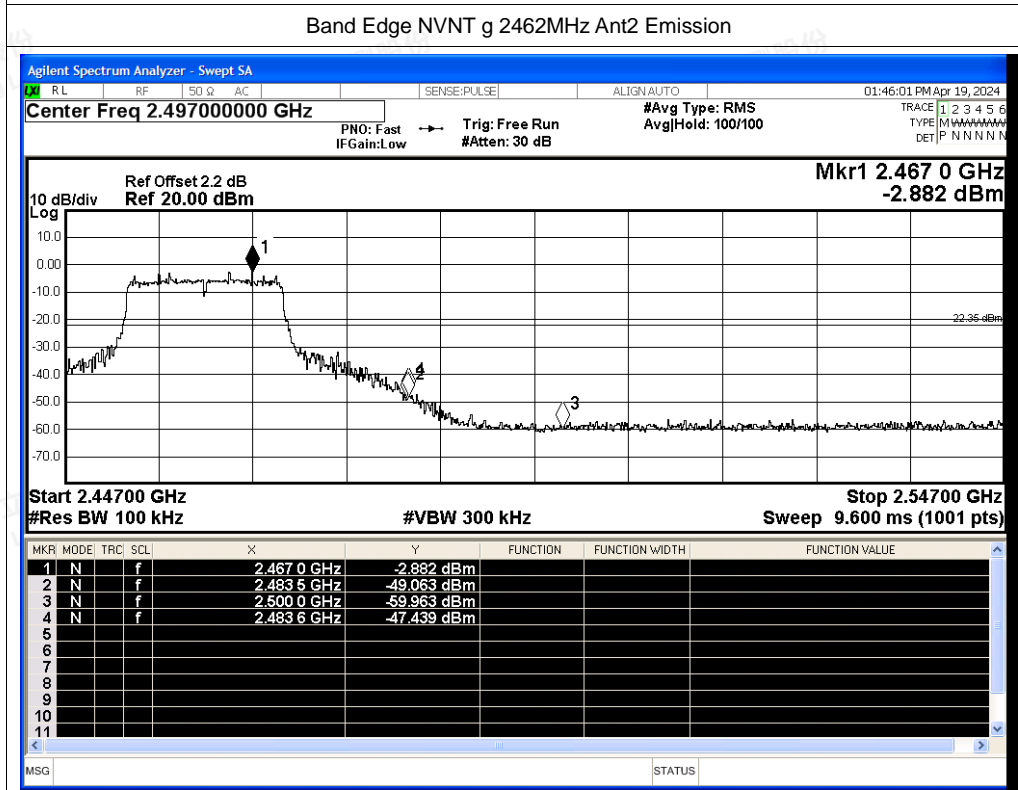 Band Edge NVNT g 2462MHz Ant2 Emission
Agilent Spectrum Analyzer - Swept SA
LXI RL RF 50 Ω AC SENSE:PULSE ALIGNAUTO 01:46:01 PM Apr 19, 2024
Center Freq 2.497000000 GHz
#Avg Type: RMS
TRACE 1 2 3 4 5 6
PNO: Fast Trig: Free Run Avg|Hold: 100/100
TYPE M
IFGain:Low #Atten: 30 dB
DET P N N N N N
Mkr1 2.467 0 GHz
Ref Offset 2.2 dB
-2.882 dBm
10 dB/div Ref 20.00 dBm
Log
10.0
1
0.00
-10.0
-20.0
22.35 dBm
-30.0
-40.0
4
2
-50.0
3
-60.0
-70.0
Start 2.44700 GHz Stop 2.54700 GHz
#Res BW 100 kHz #VBW 300 kHz Sweep 9.600 ms (1001 pts)
MKR MODE TRC SCL X Y FUNCTION FUNCTION WIDTH FUNCTION VALUE
1 N f 2.467 0 GHz -2.882 dBm
2 N f 2.483 5 GHz -49.063 dBm
3 N f 2.500 0 GHz -59.963 dBm
4 N f 2.483 6 GHz -47.439 dBm
5
6
7
8
9
10
11
MSG STATUS